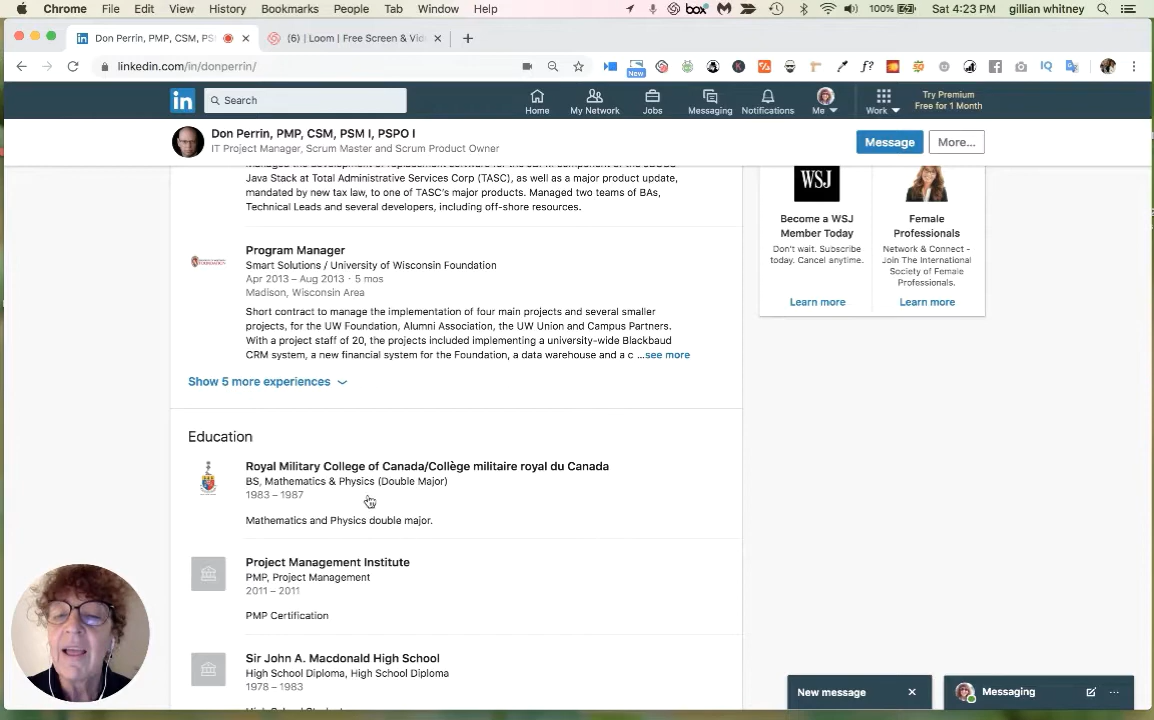 Chrome File Edit View History Bookmarks People Tab Window Help
box
100%
Sat 4:23 PM gillian whitney
Don Perrin, PMP, CSM, PS
(6) | Loom | Free Screen & Vid
linkedin.com/in/donperrin/
New
K
f?
IQ
in
Search
Home
My Network
Jobs
Messaging
Notifications
Me
Work
Try Premium
Free for 1 Month
Don Perrin, PMP, CSM, PSM I, PSPO I
IT Project Manager, Scrum Master and Scrum Product Owner
Message
More...
Java Stack at Total Administrative Services Corp (TASC), as well as a major product update,
mandated by new tax law, to one of TASC's major products. Managed two teams of BAs,
Technical Leads and several developers, including off-shore resources.
Program Manager
Smart Solutions / University of Wisconsin Foundation
Apr 2013 – Aug 2013 · 5 mos
Madison, Wisconsin Area
Short contract to manage the implementation of four main projects and several smaller
projects, for the UW Foundation, Alumni Association, the UW Union and Campus Partners.
With a project staff of 20, the projects included implementing a university-wide Blackbaud
CRM system, a new financial system for the Foundation, a data warehouse and a c ...see more
Show 5 more experiences
Education
Royal Military College of Canada/Collège militaire royal du Canada
BS, Mathematics & Physics (Double Major)
1983 – 1987
Mathematics and Physics double major.
Project Management Institute
PMP, Project Management
2011 – 2011
PMP Certification
Sir John A. Macdonald High School
High School Diploma, High School Diploma
1978 – 1983
WSJ
Become a WSJ
Member Today
Don't wait. Subscribe
today. Cancel anytime.
Learn more
Female
Professionals
Network & Connect -
Join The International
Society of Female
Professionals.
Learn more
New message
Messaging